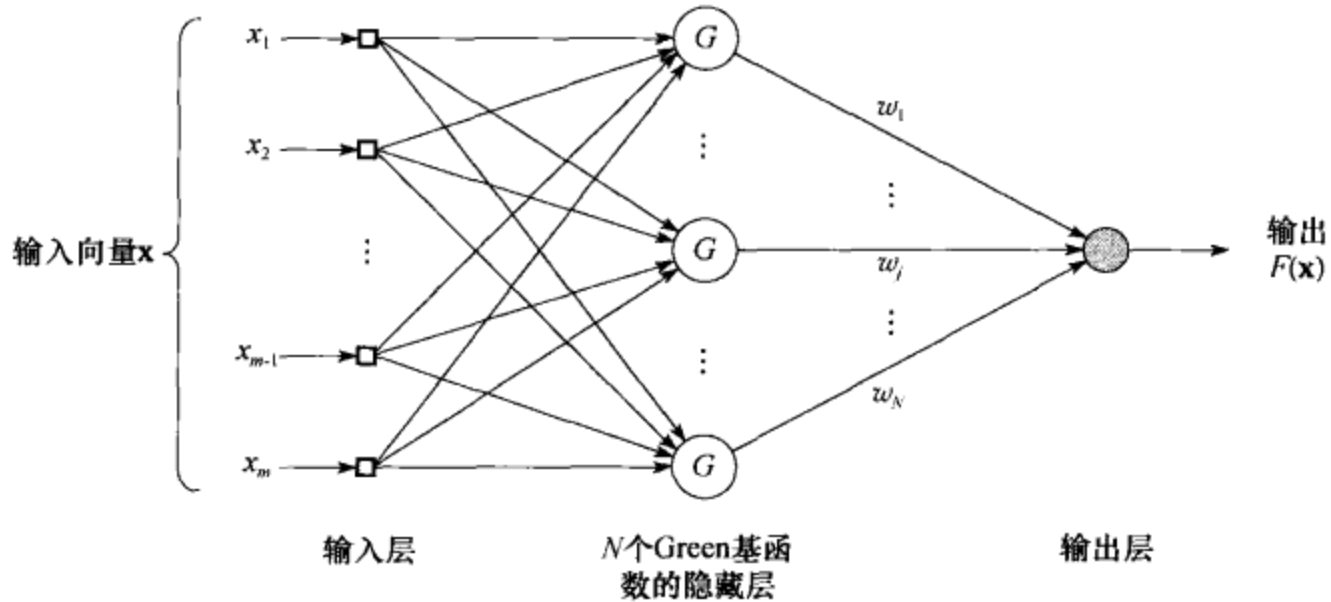 x₁
G
w₁
⋮
x₂
⋮
输入向量x
⋮
G
wⱼ
输出
F(x)
⋮
xₘ₋₁
⋮
w_N
xₘ
G
输入层
N个Green基函
数的隐藏层
输出层